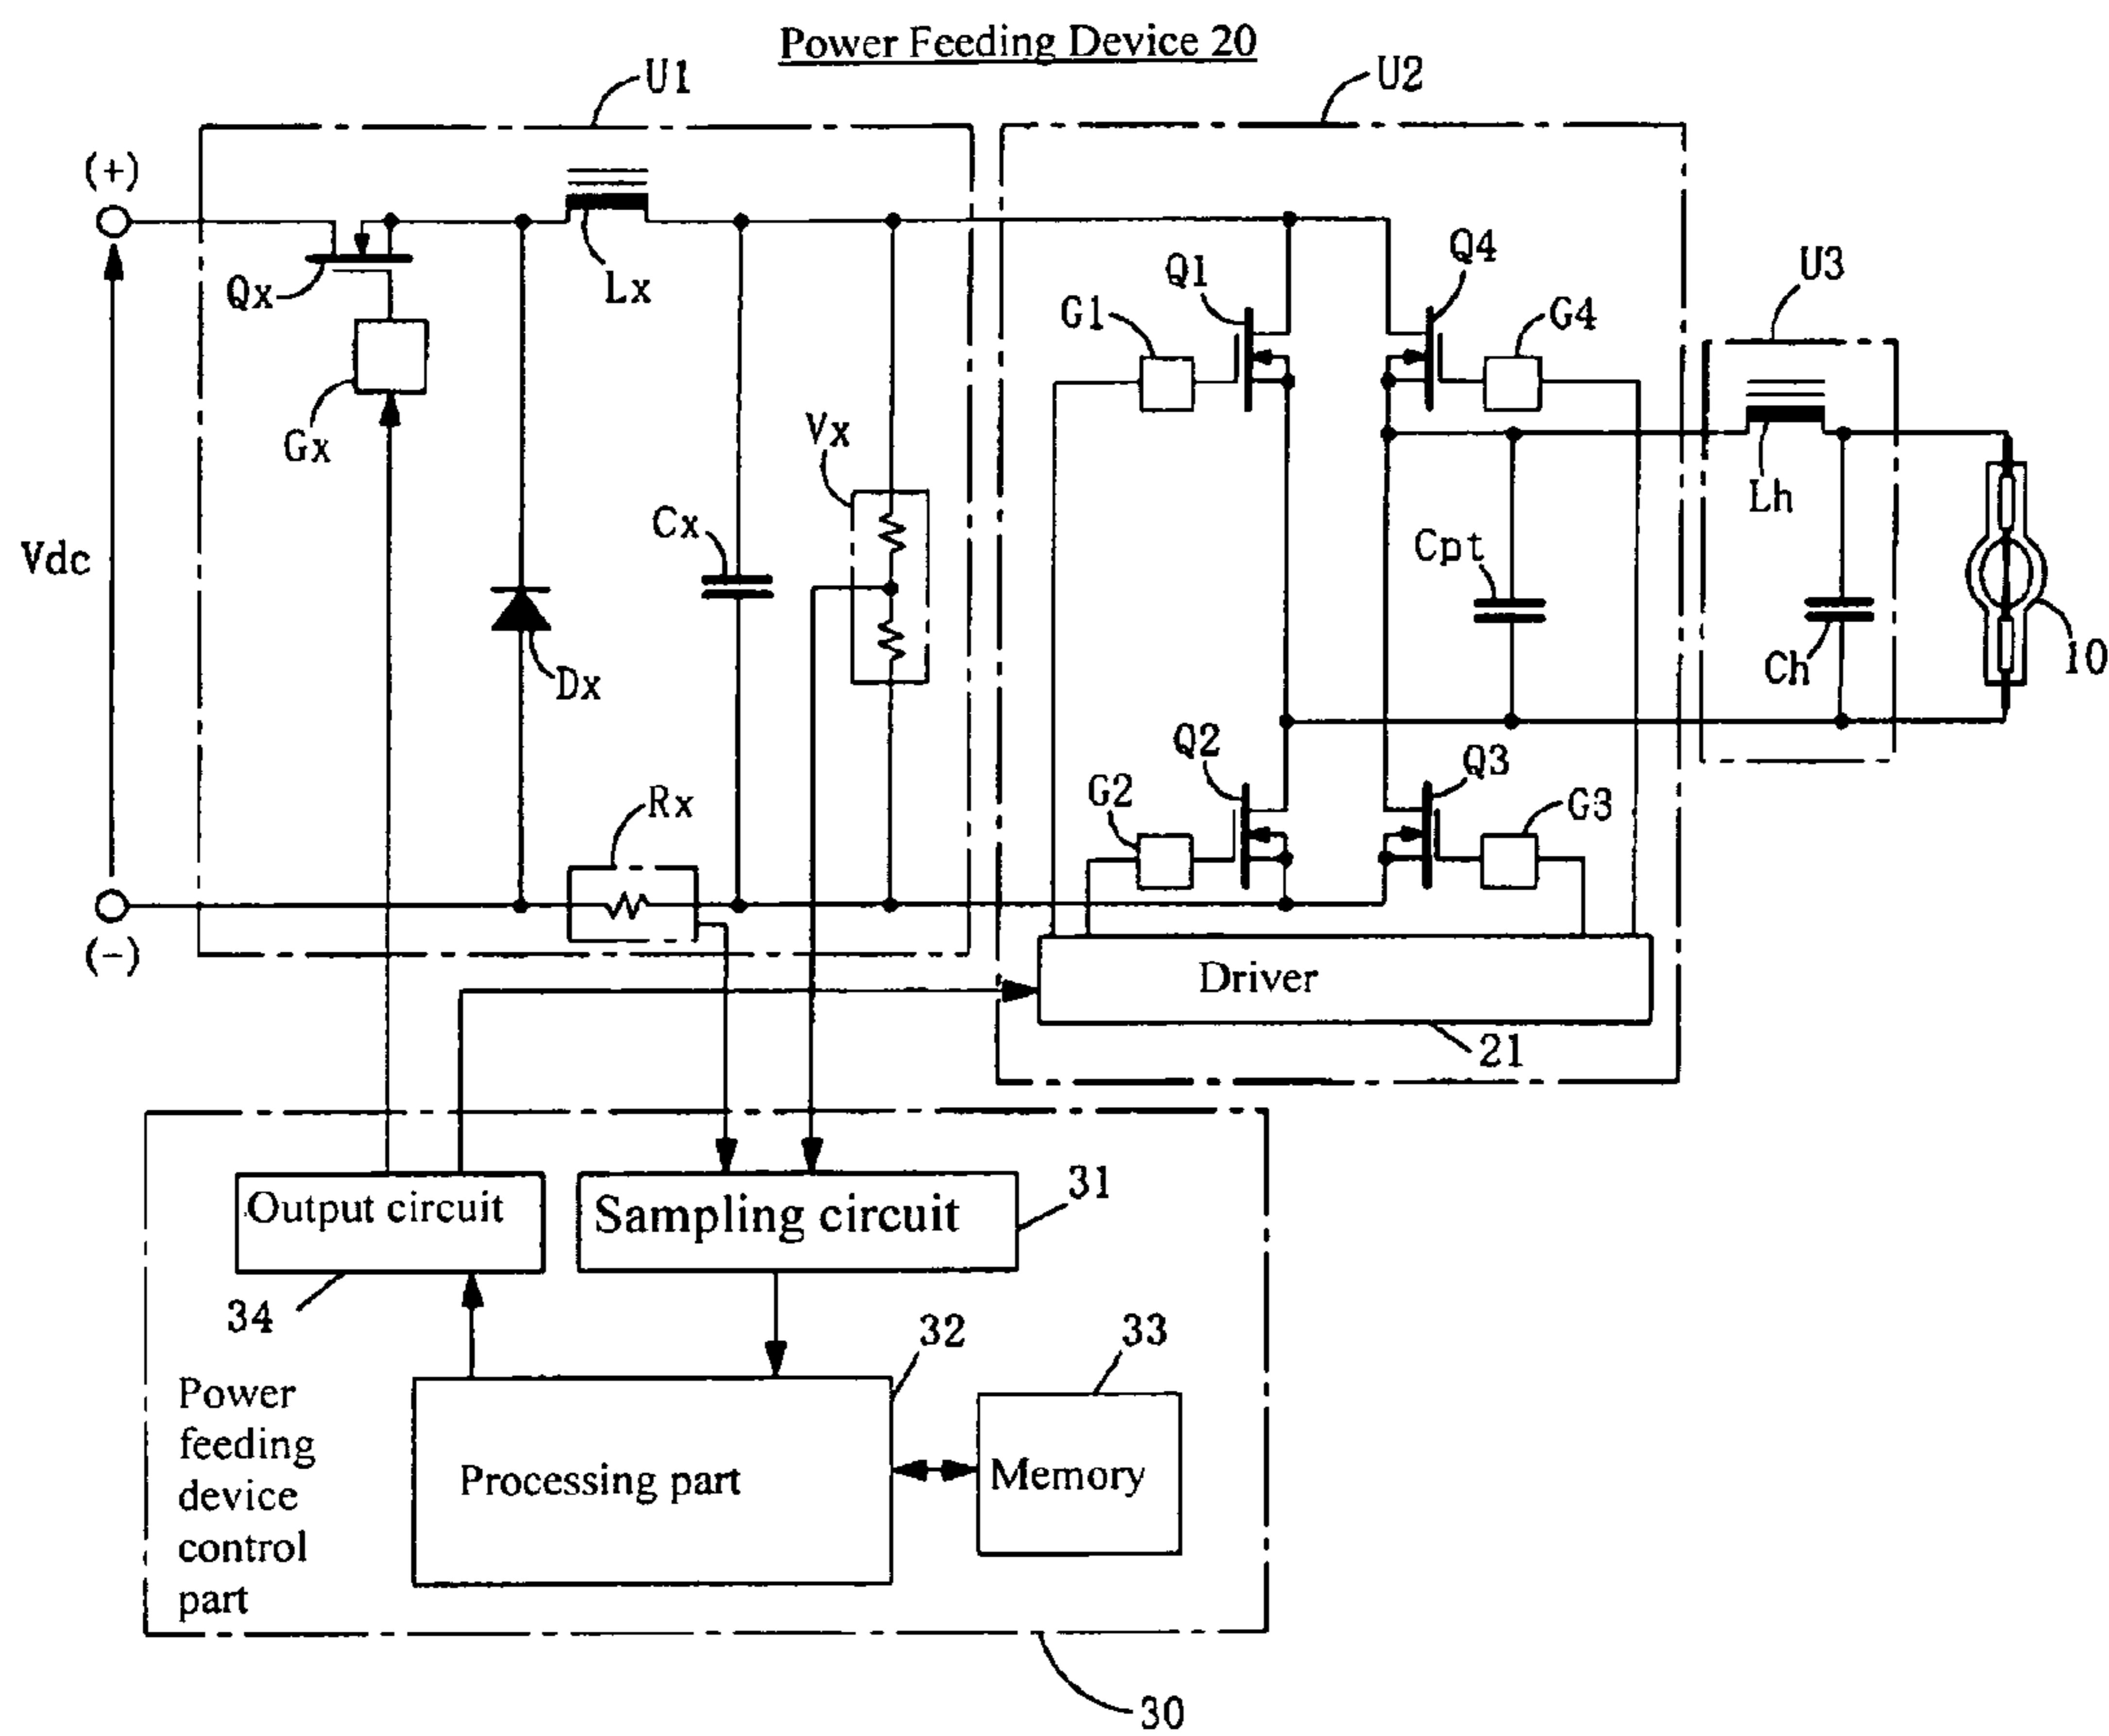 Power Feeding Device 20
U1
U2
(+)
Qx
Lx
Q1
Q4
U3
G1
G4
Gx
Vx
Lh
Vdc
Cx
Cpt
Dx
Ch
10
Rx
Q2
Q3
G2
G3
(-)
Driver
21
Output circuit
Sampling circuit
31
34
32
33
Power
feeding
device
control
part
Processing part
Memory
30